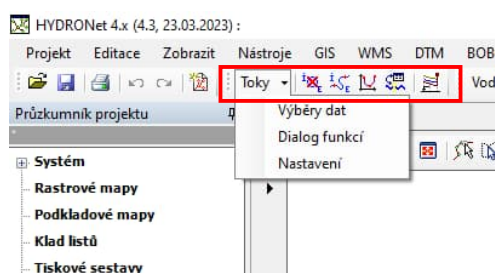 HYDRONet 4.x (4.3, 23.03.2023) :
Projekt Editace Zobrazit Nástroje GIS WMS DTM BOB
Toky Vod
Průzkumník projektu
Výběry dat
Dialog funkcí
Nastavení
Systém
Rastrové mapy
Podkladové mapy
Klad listů
Tiskové sestavy